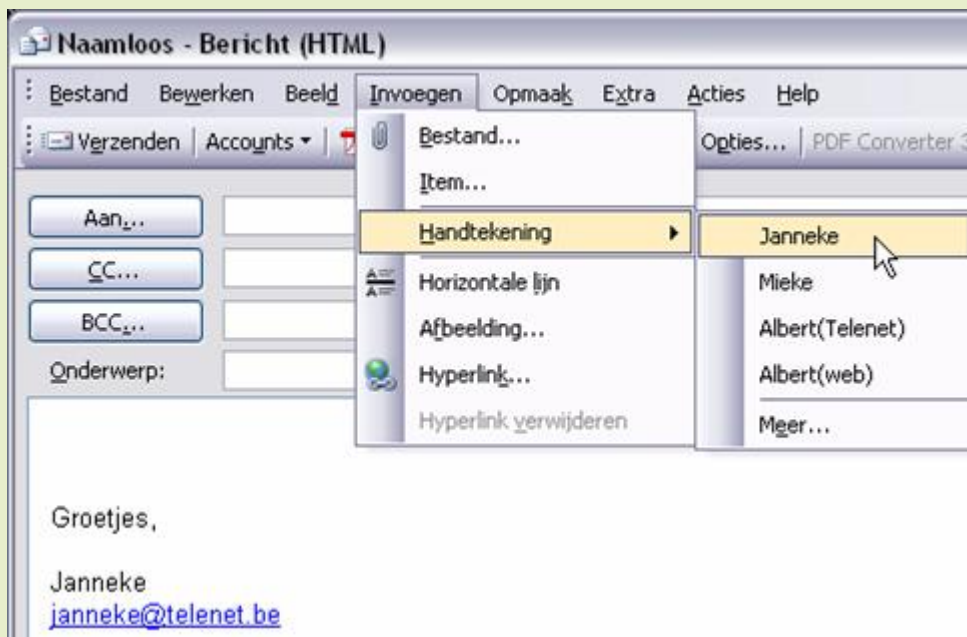 Naamloos - Bericht (HTML)
Bestand Bewerken Beeld Invoegen Opmaak Extra Acties Help
Verzenden Accounts Opties... PDF Converter
Bestand...
Item...
Handtekening
Horizontale lijn
Afbeelding...
Hyperlink...
Hyperlink verwijderen
Janneke
Mieke
Albert(Telenet)
Albert(web)
Meer...
Aan...
CC...
BCC...
Onderwerp:
Groetjes,
Janneke
janneke@telenet.be